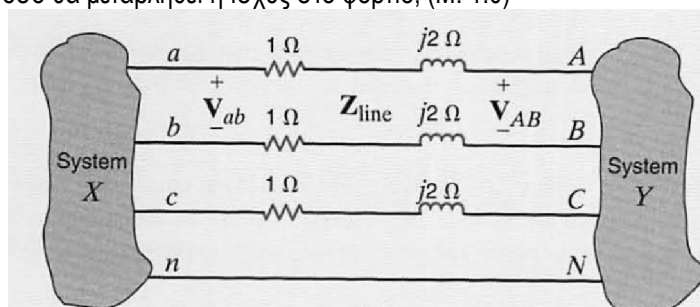 a 1 Ω j2 Ω A
+ +
V_ab 1 Ω Z_line j2 Ω V_AB
− −
b B
System X 1 Ω j2 Ω System Y
c C
n N